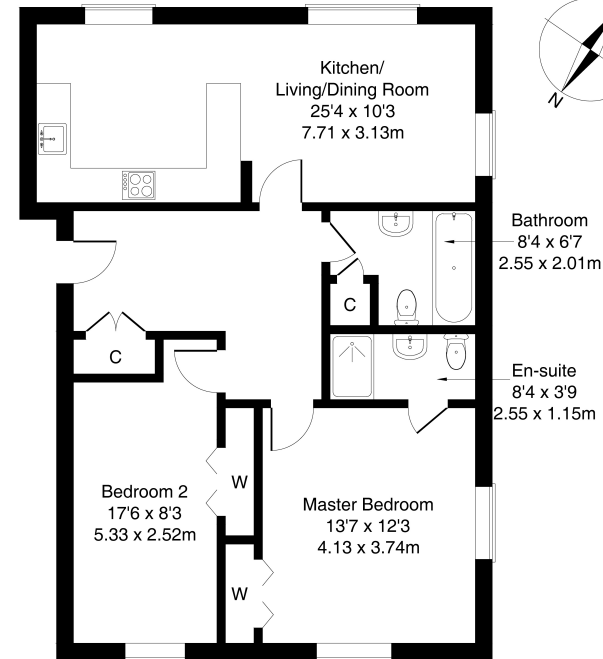 Kitchen/
Living/Dining Room
25'4 x 10'3
7.71 x 3.13m
N
Bathroom
8'4 x 6'7
2.55 x 2.01m
C
C
En-suite
8'4 x 3'9
2.55 x 1.15m
W
Bedroom 2
17'6 x 8'3
5.33 x 2.52m
Master Bedroom
13'7 x 12'3
4.13 x 3.74m
W